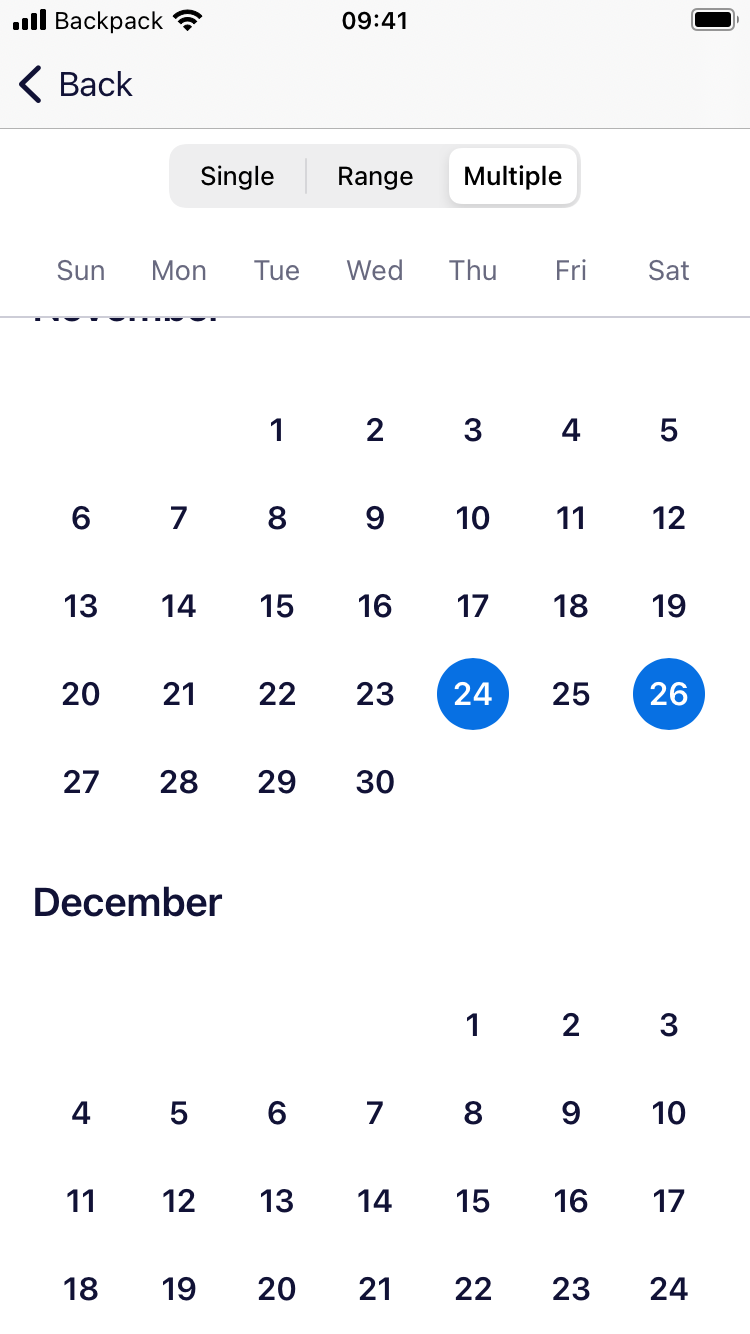 Backpack 09:41
Back
Single Range Multiple
Sun Mon Tue Wed Thu Fri Sat
November
1 2 3 4 5
6 7 8 9 10 11 12
13 14 15 16 17 18 19
20 21 22 23 24 25 26
27 28 29 30
December
1 2 3
4 5 6 7 8 9 10
11 12 13 14 15 16 17
18 19 20 21 22 23 24